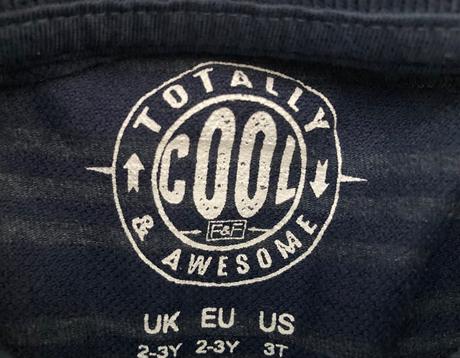 TOTALLY
COOL
F&F
& AWESOME
UK EU US
2-3Y 2-3Y 3T